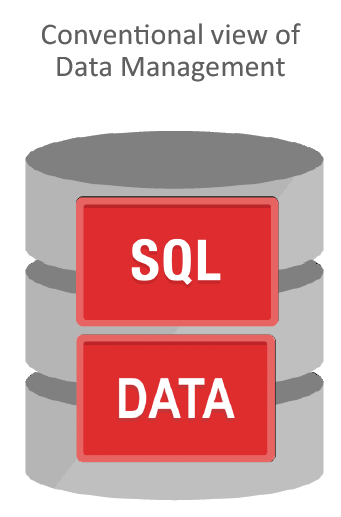 Conventional view of
Data Management
SQL
DATA